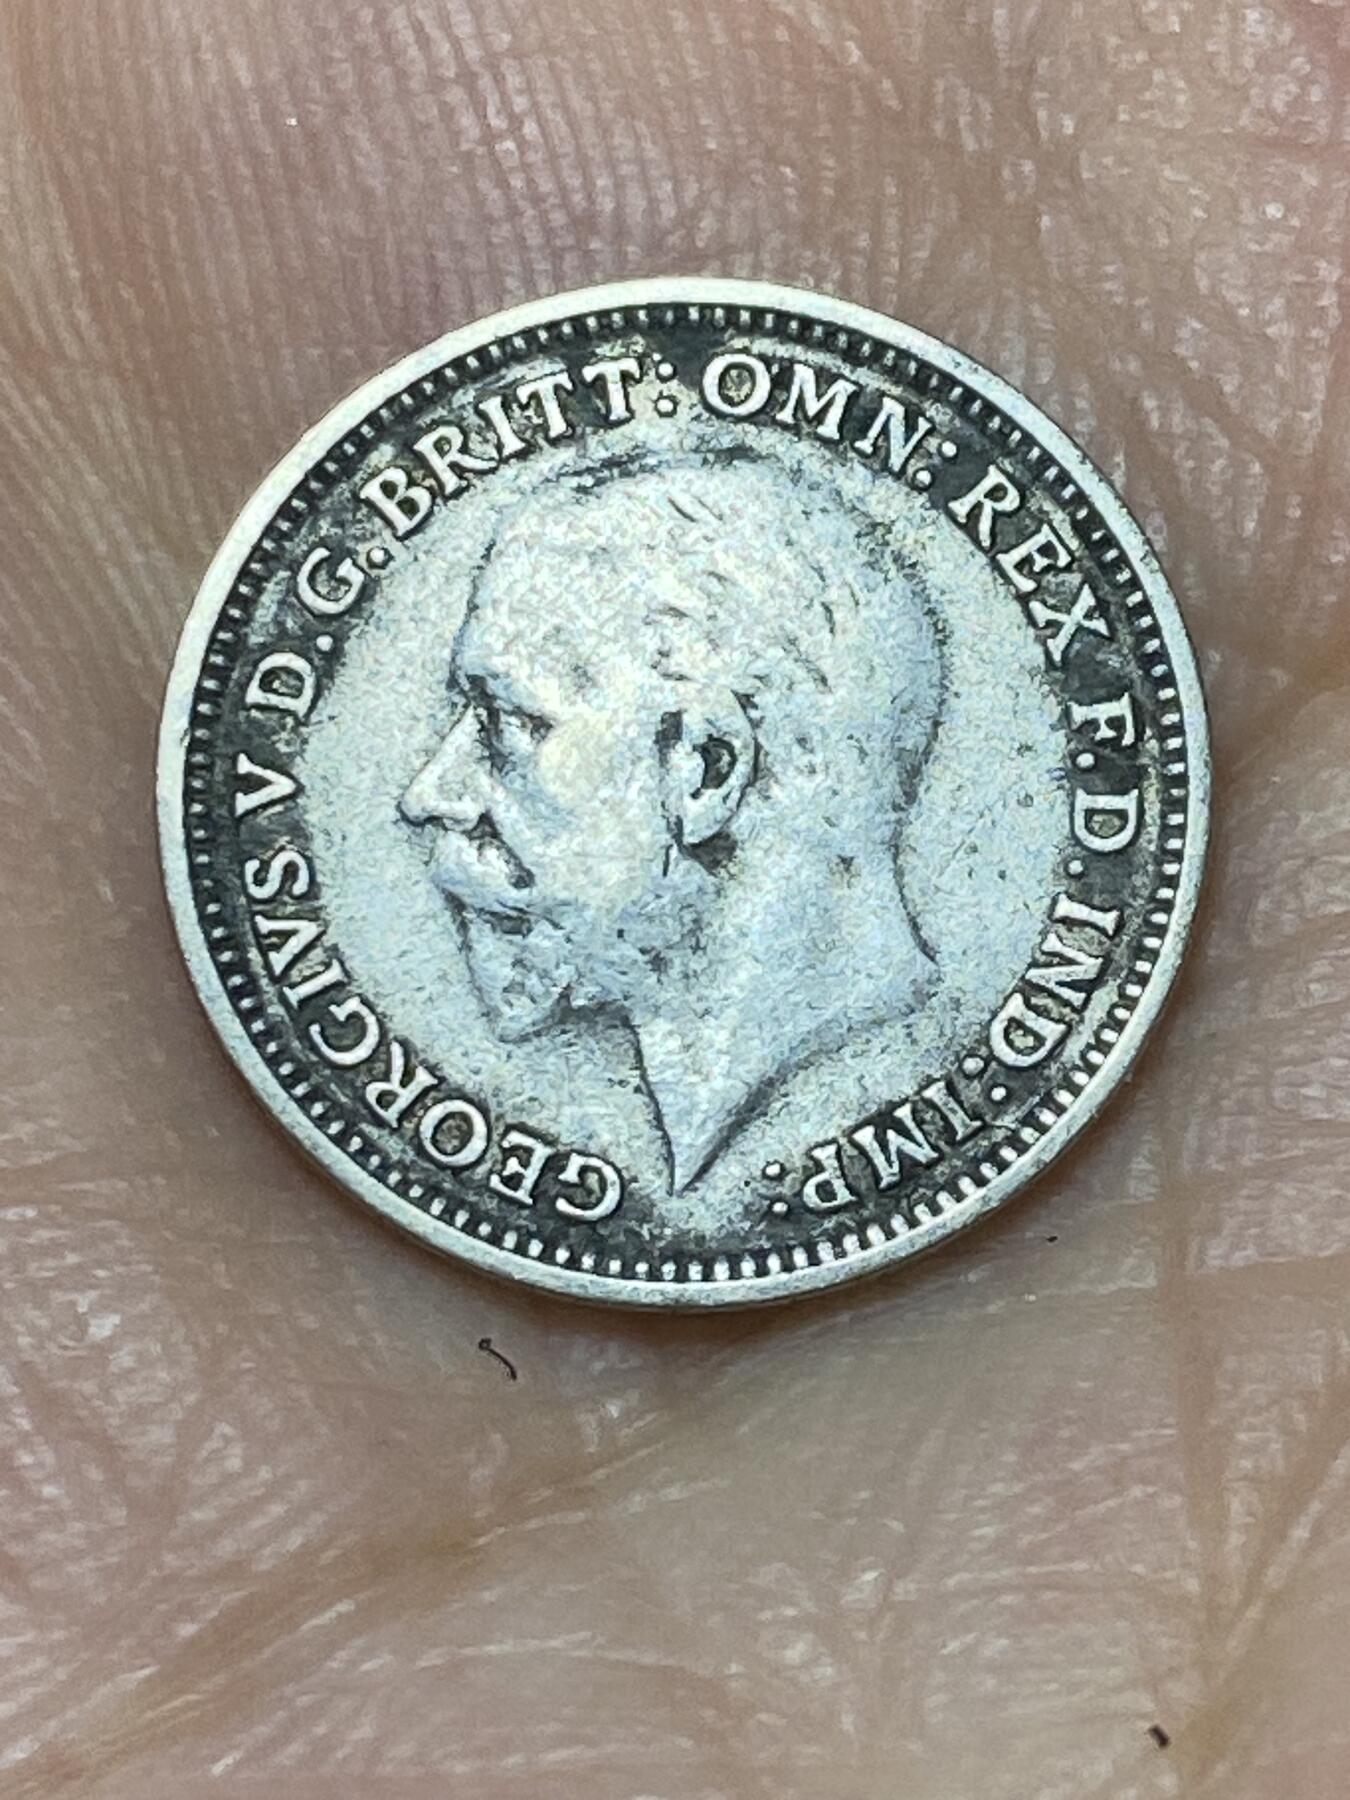 GEORGIVS V D.G.BRITT: OMN: REX F.D.IND:IMP: